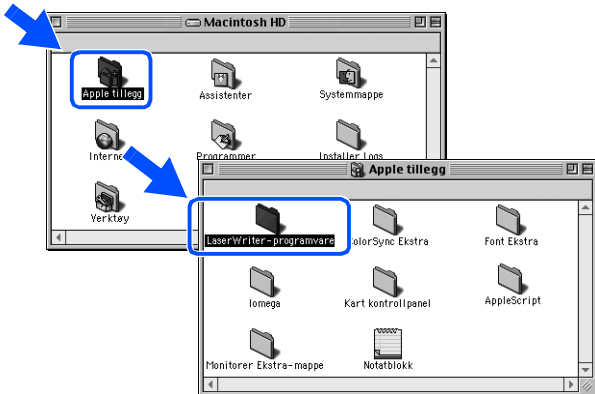 Macintosh HD
Apple tillegg
Assistenter
Systemmappe
Programmer
Installer Logs
Verktøy
Apple tillegg
LaserWriter-programvare
ColorSync Ekstra
Font Ekstra
Iomega
Kart kontrollpanel
AppleScript
Monitorer Ekstra-mappe
Notatblokk